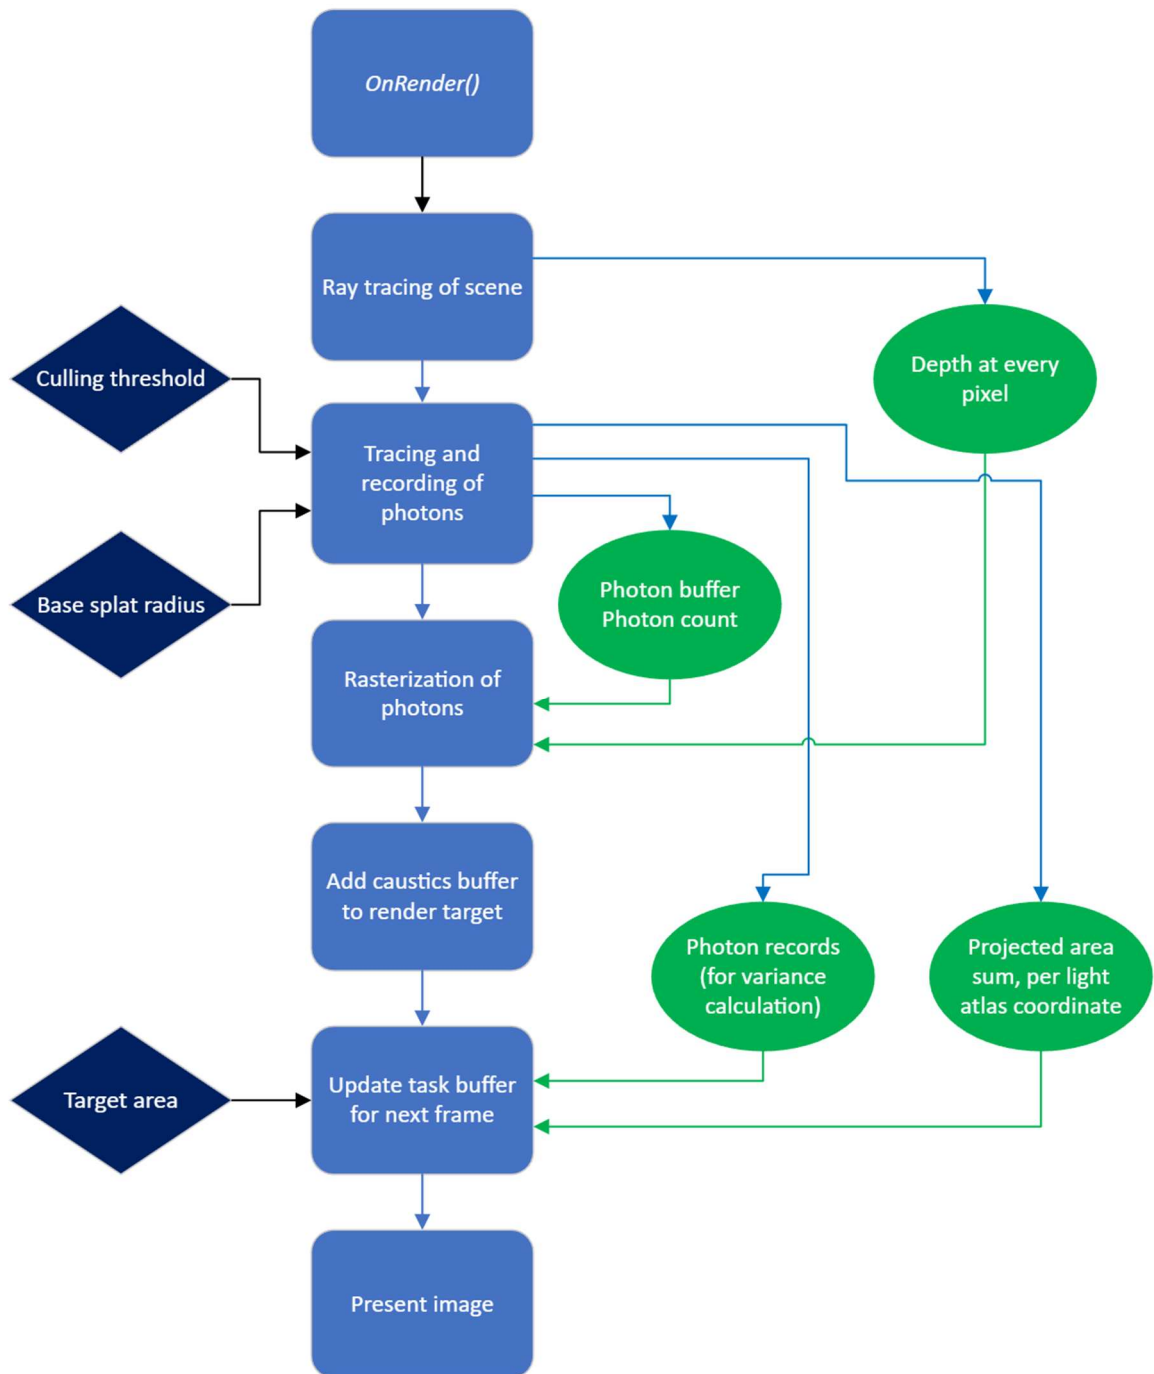 OnRender()
Ray tracing of scene
Culling threshold
Depth at every
pixel
Tracing and
recording of
photons
Base splat radius
Photon buffer
Photon count
Rasterization of
photons
Add caustics buffer
to render target
Photon records
(for variance
calculation)
Projected area
sum, per light
atlas coordinate
Target area
Update task buffer
for next frame
Present image